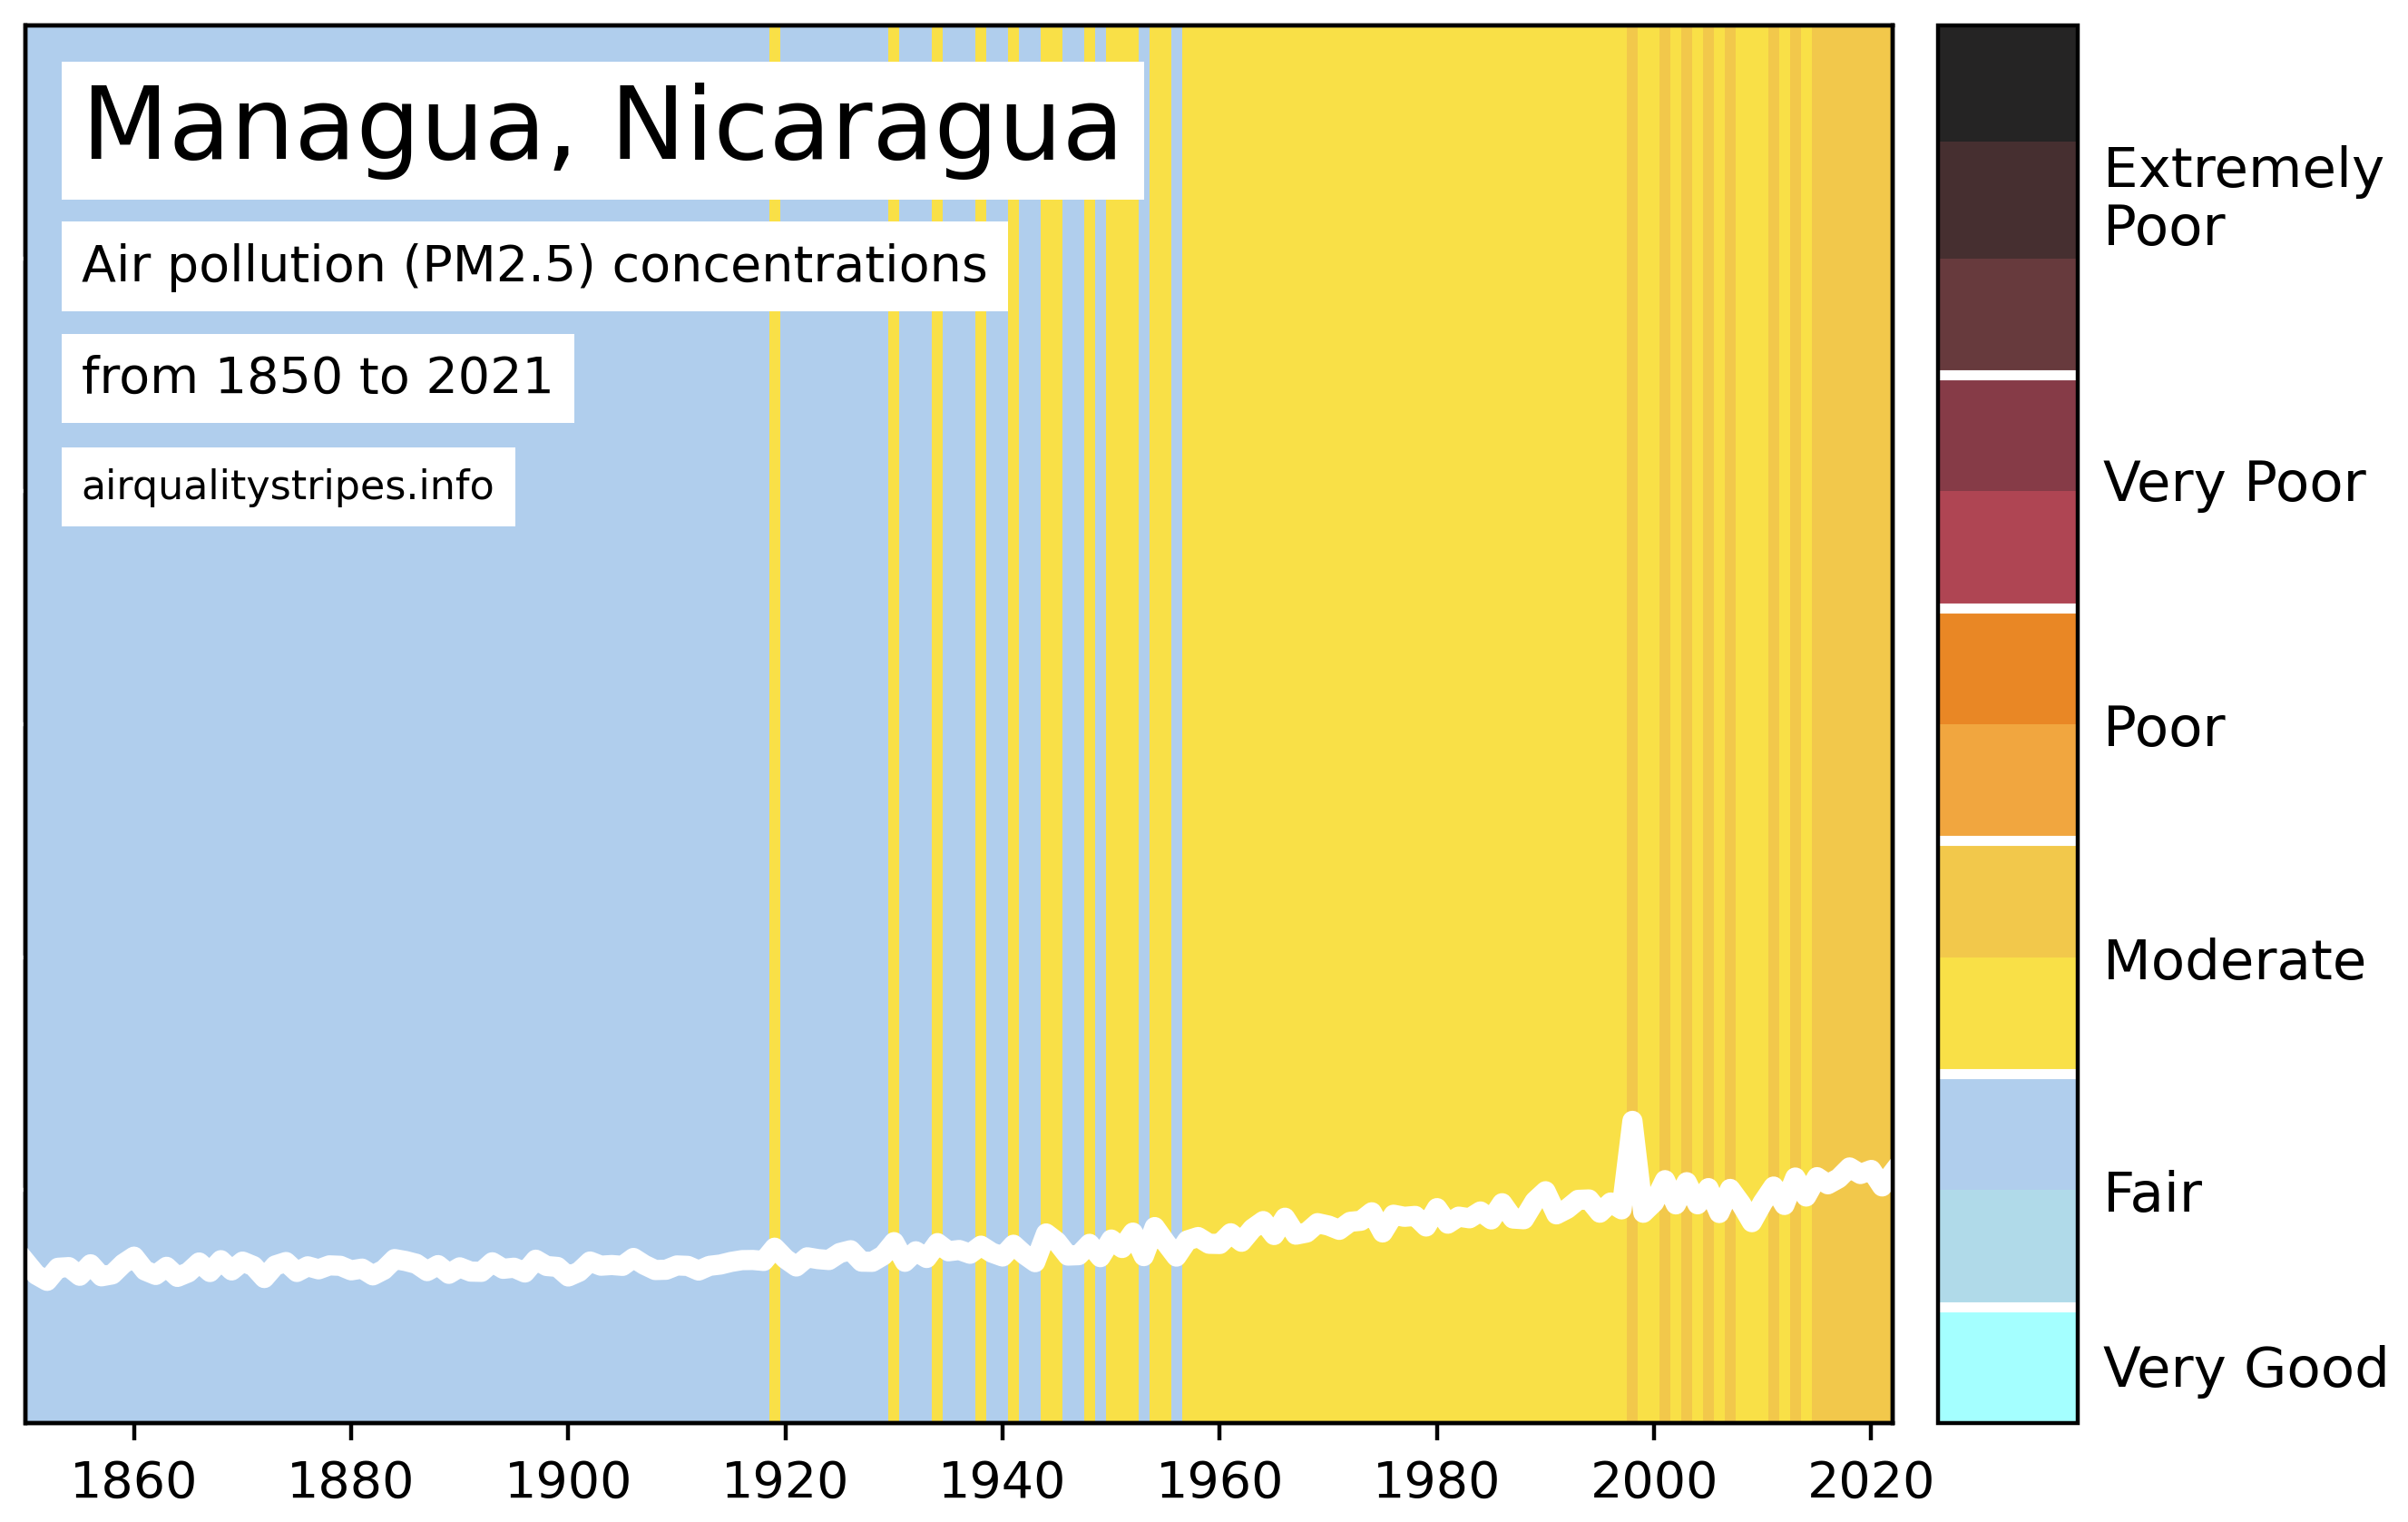 Managua, Nicaragua
Air pollution (PM2.5) concentrations
from 1850 to 2021
airqualitystripes.info
Extremely
Poor
Very Poor
Poor
Moderate
Fair
Very Good
1860 1880 1900 1920 1940 1960 1980 2000 2020